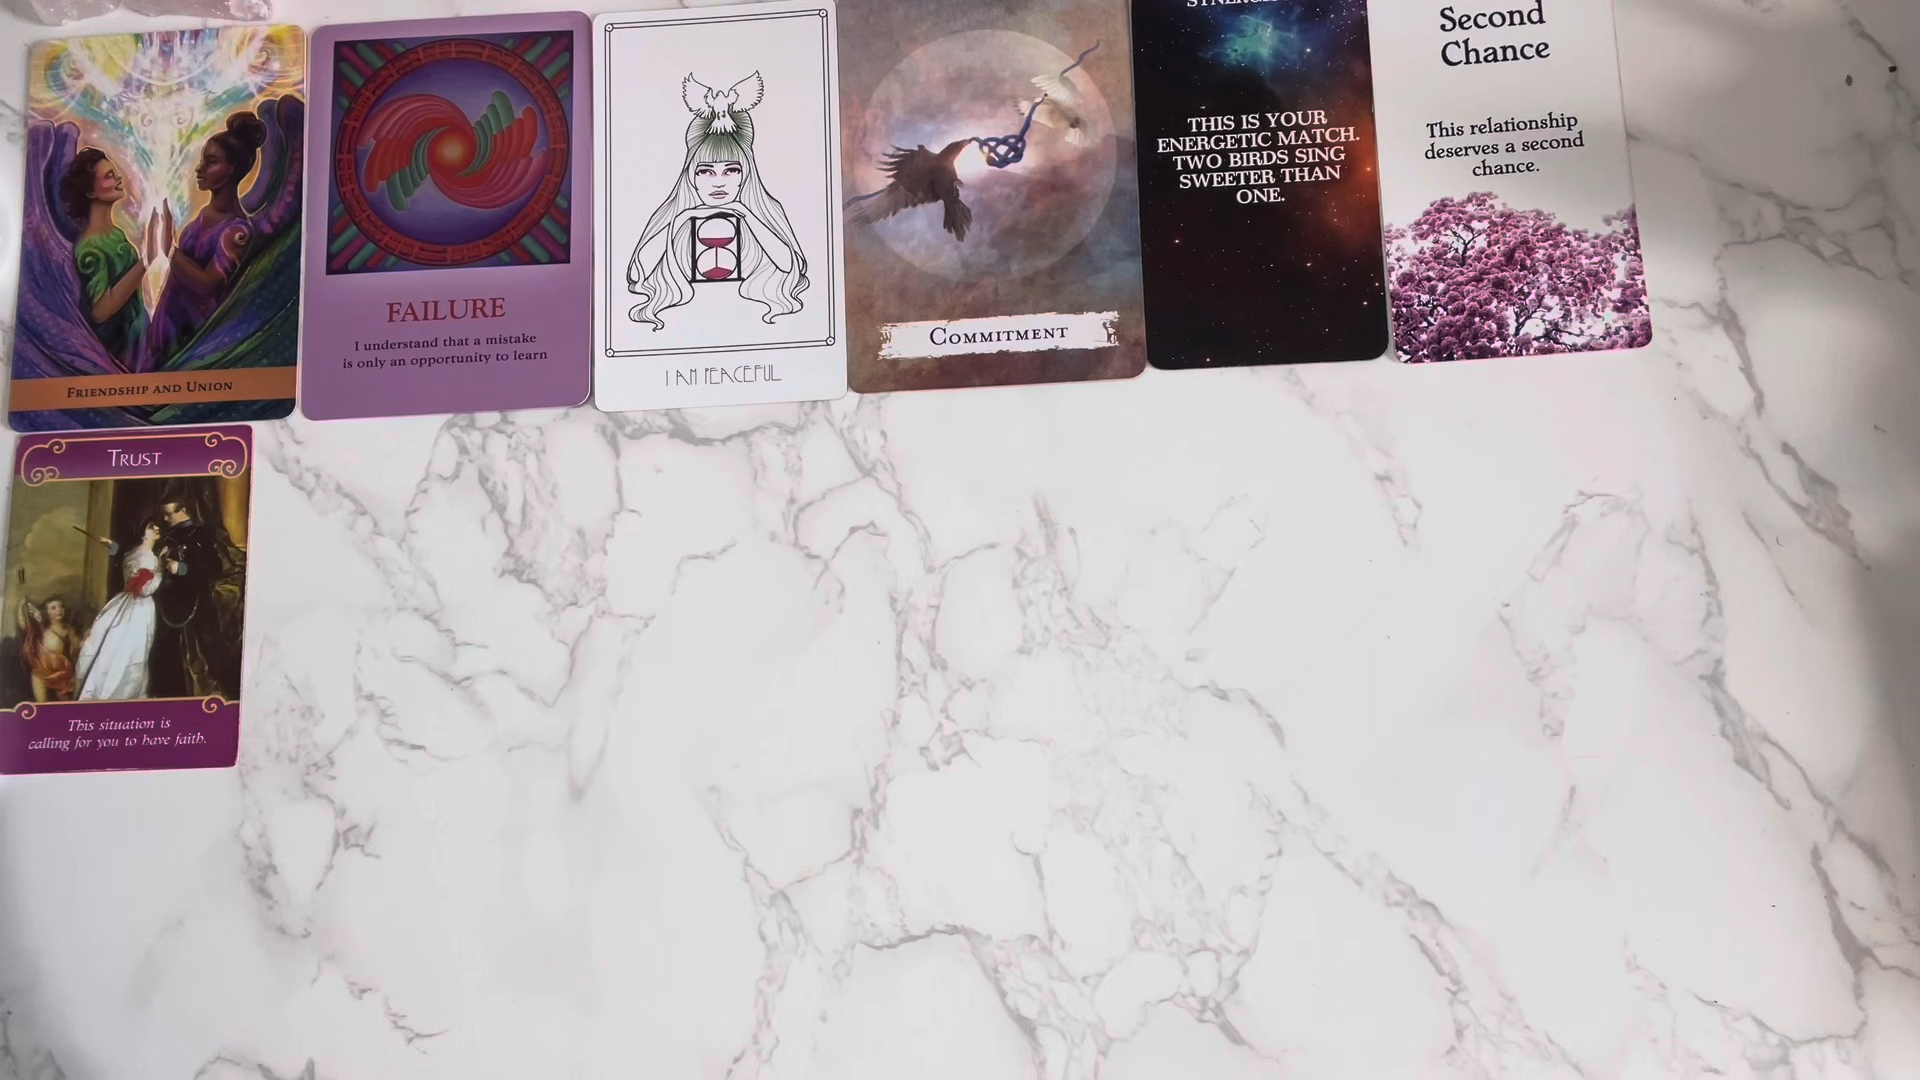 FRIENDSHIP AND UNION
FAILURE
I understand that a mistake
is only an opportunity to learn
I AM PEACEFUL
COMMITMENT
THIS IS YOUR
ENERGETIC MATCH.
TWO BIRDS SING
SWEETER THAN
ONE.
Second
Chance
This relationship
deserves a second
chance.
TRUST
This situation is
calling for you to have faith.